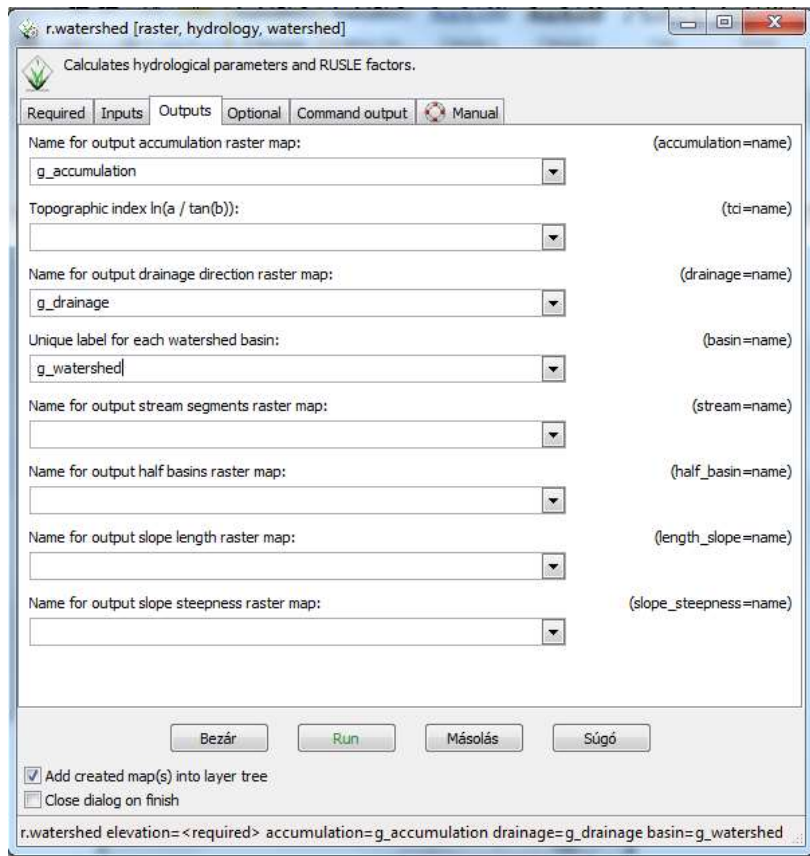 r.watershed [raster, hydrology, watershed]
Calculates hydrological parameters and RUSLE factors.
Required Inputs Outputs Optional Command output Manual
Name for output accumulation raster map: (accumulation=name)
g_accumulation
Topographic index ln(a / tan(b)): (tci=name)
Name for output drainage direction raster map: (drainage=name)
g_drainage
Unique label for each watershed basin: (basin=name)
g_watershed
Name for output stream segments raster map: (stream=name)
Name for output half basins raster map: (half_basin=name)
Name for output slope length raster map: (length_slope=name)
Name for output slope steepness raster map: (slope_steepness=name)
Bezár Run Másolás Súgó
Add created map(s) into layer tree
Close dialog on finish
r.watershed elevation=<required> accumulation=g_accumulation drainage=g_drainage basin=g_watershed